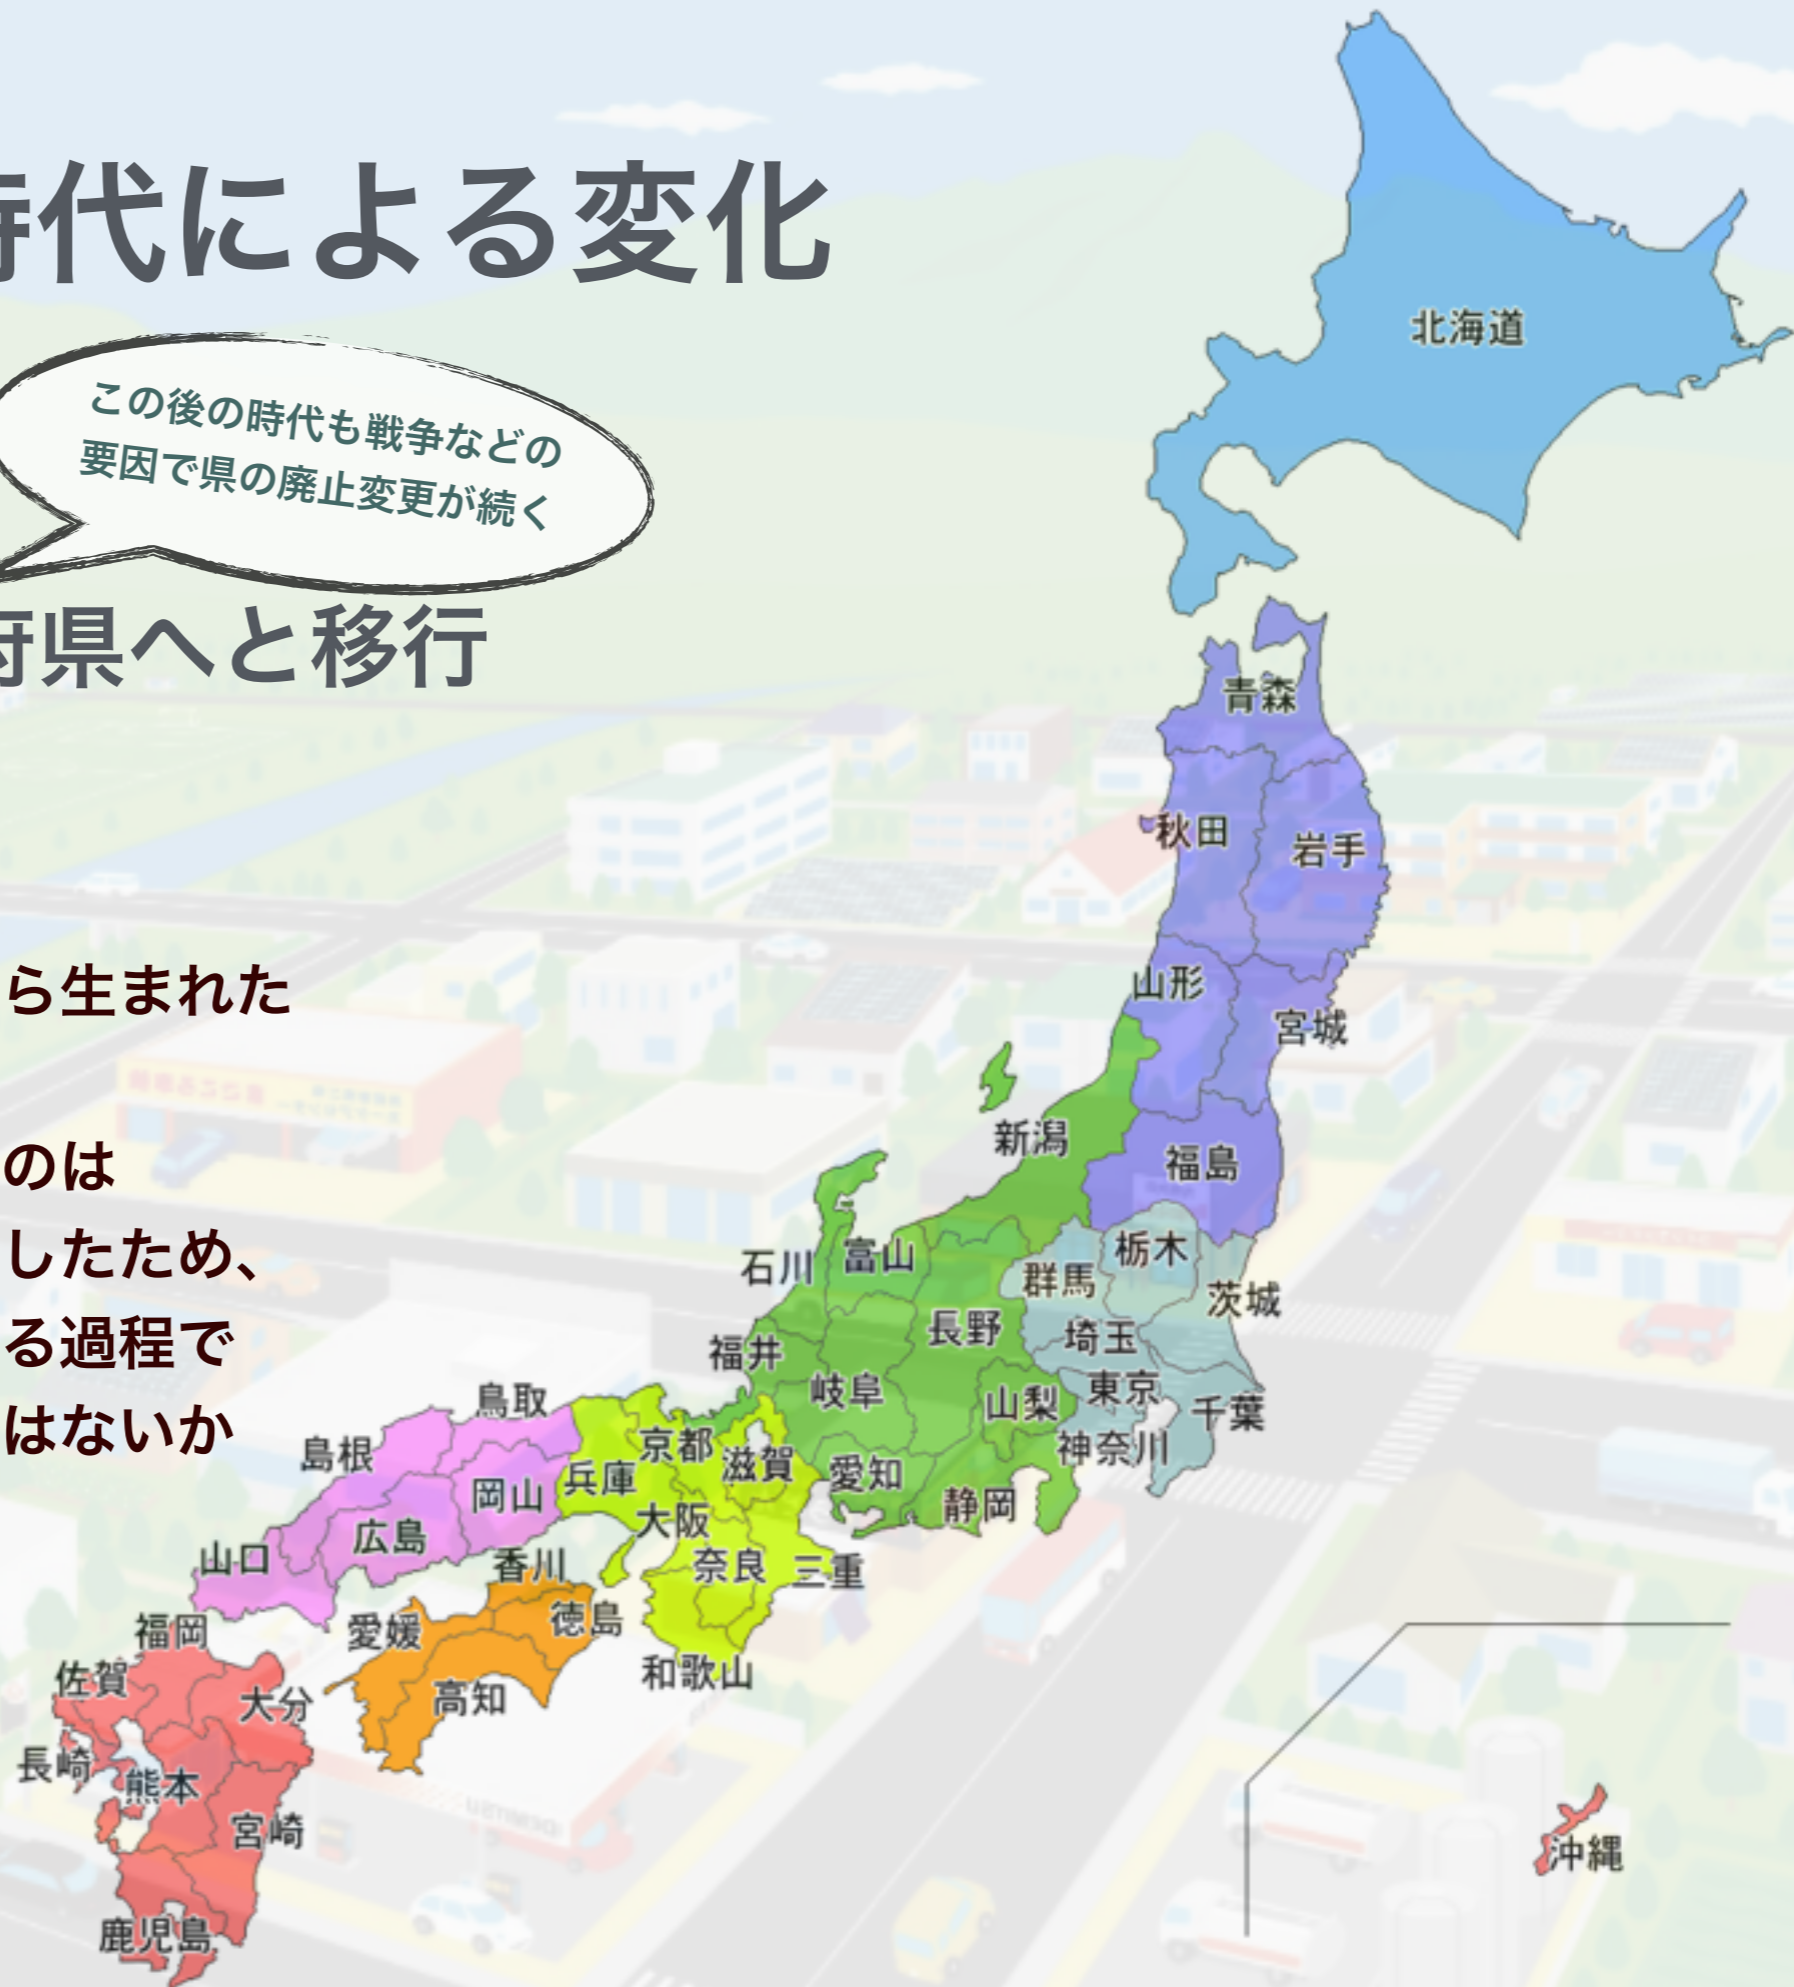 時代による変化
この後の時代も戦争などの
要因で県の廃止変更が続く
府県へと移行
ら生まれた
のは
したため、
る過程で
はないか
北海道
青森
秋田
岩手
山形
宮城
新潟
福島
石川
富山
栃木
群馬
茨城
長野
埼玉
福井
岐阜
山梨
東京
千葉
鳥取
島根
京都
滋賀
神奈川
兵庫
愛知
岡山
静岡
大阪
広島
山口
香川
奈良
三重
福岡
愛媛
徳島
和歌山
佐賀
大分
高知
長崎
熊本
宮崎
沖縄
鹿児島